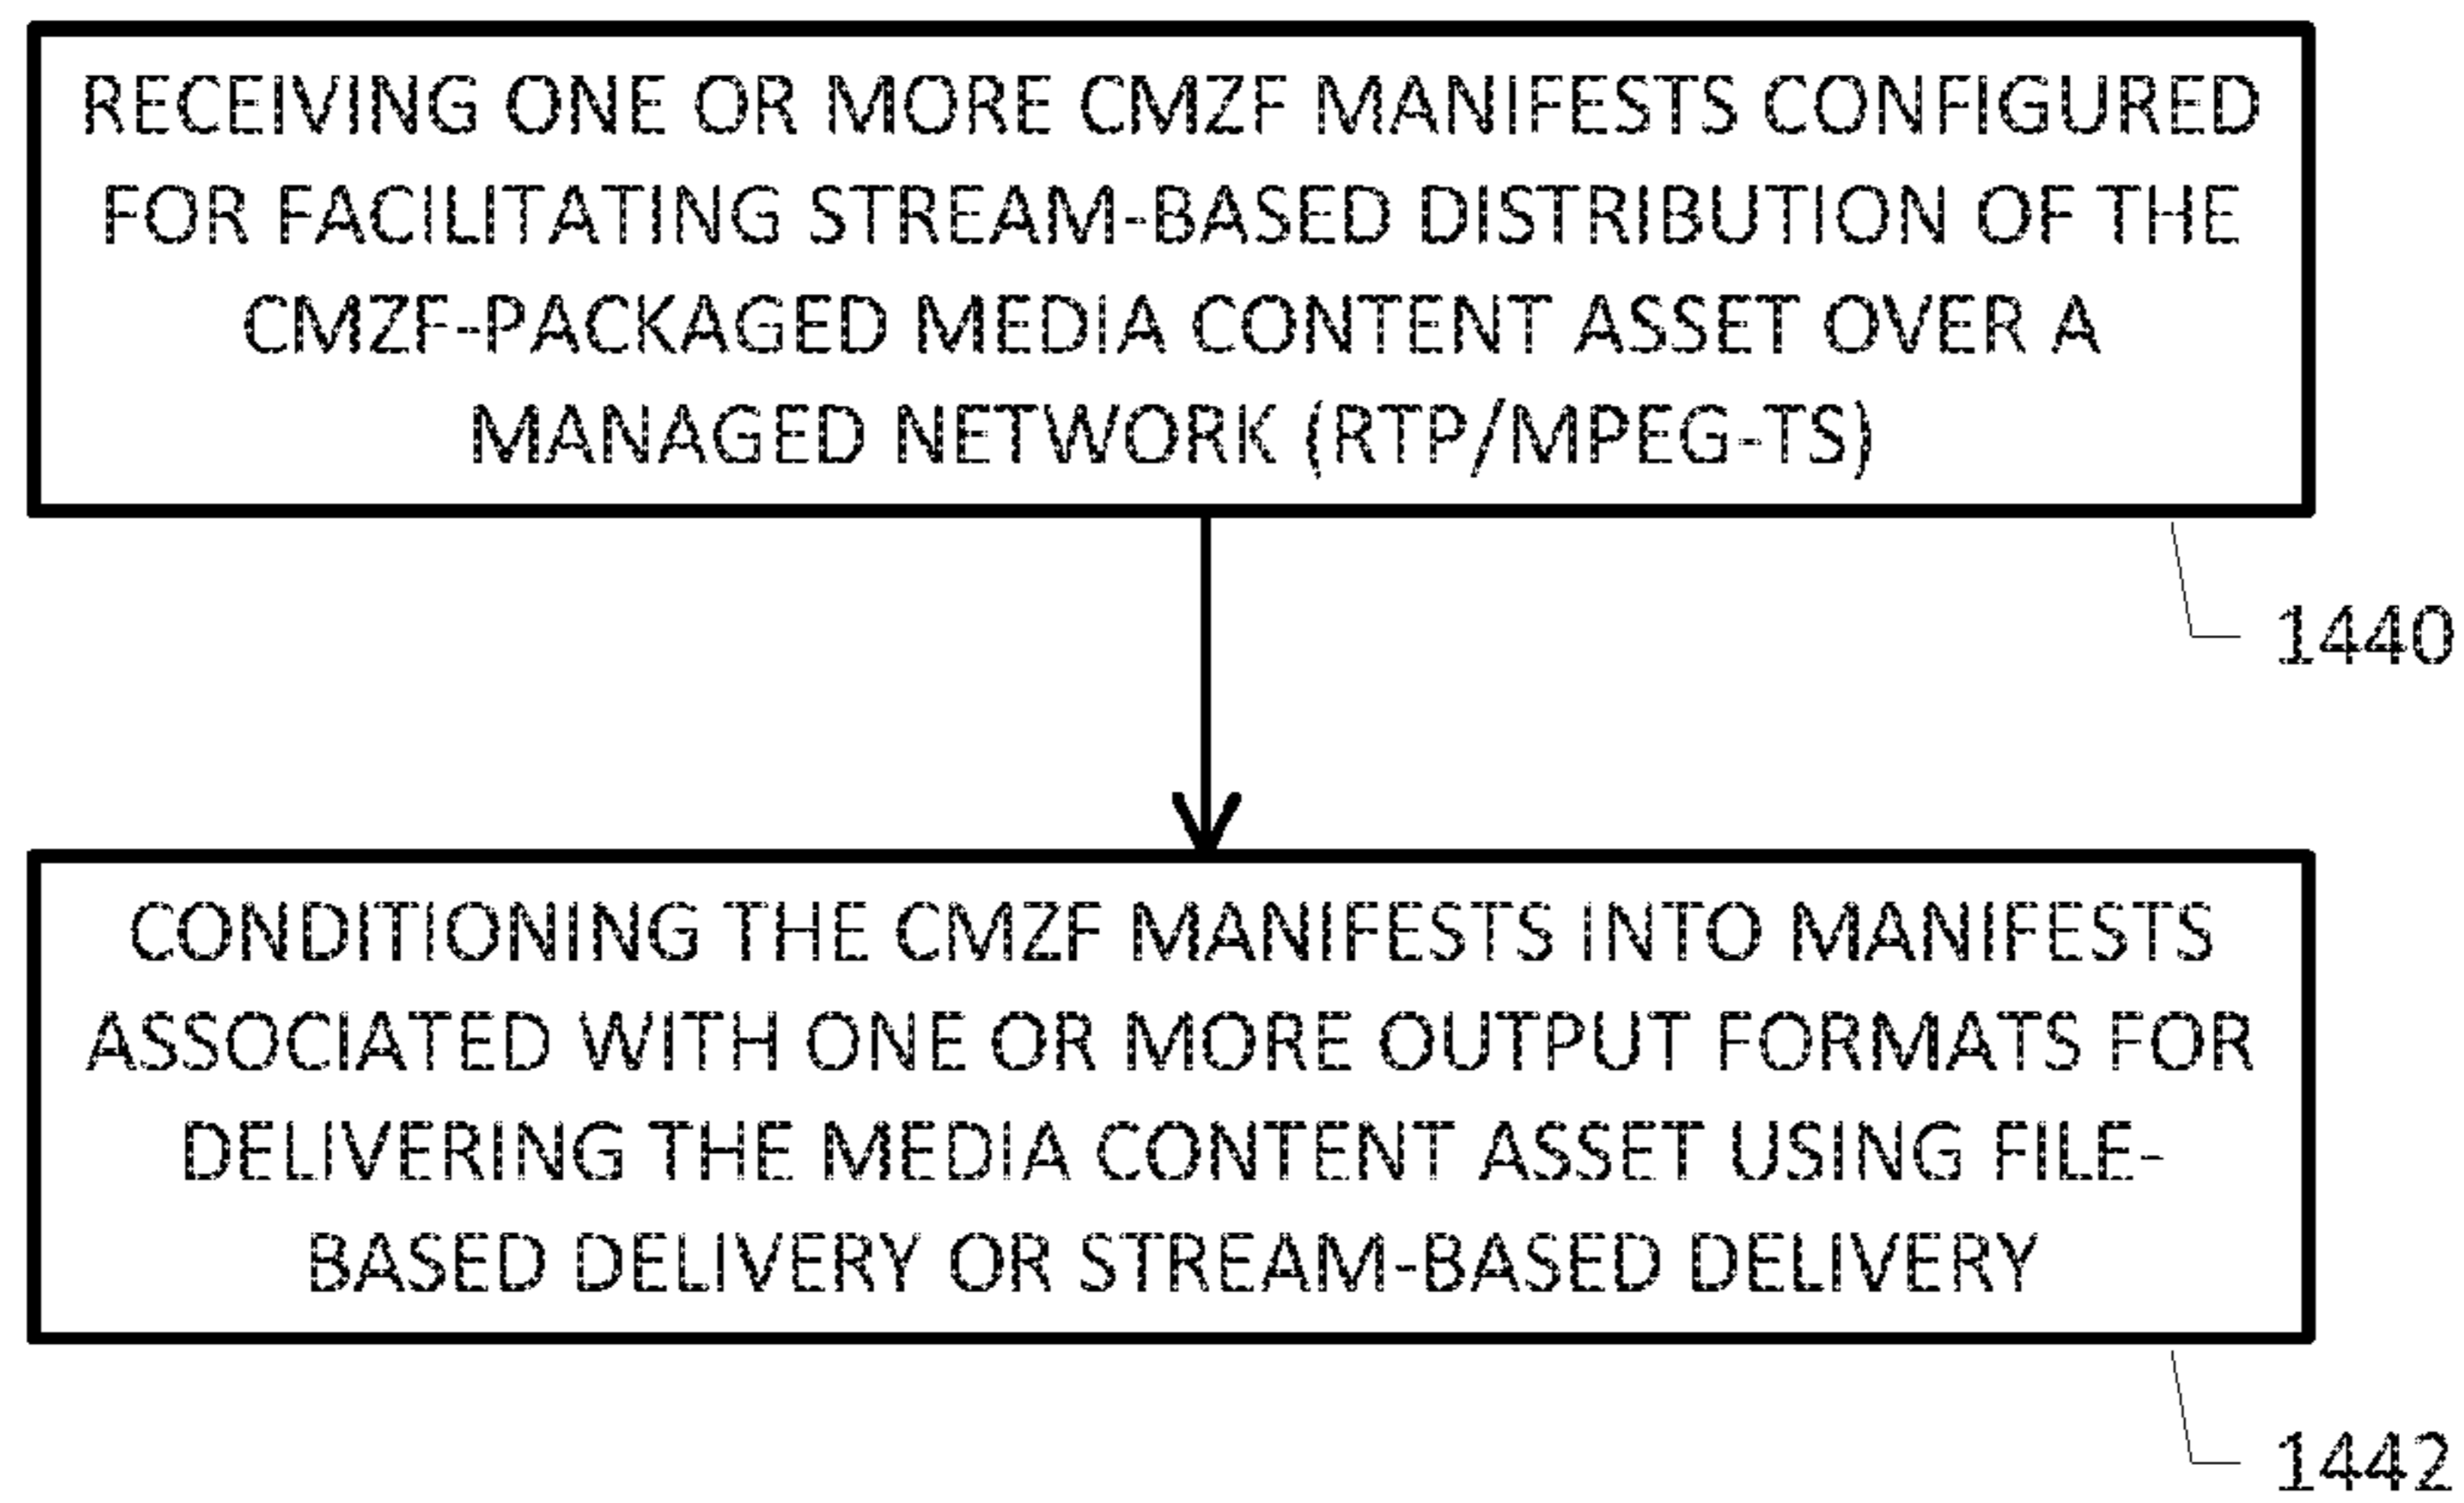 RECEIVING ONE OR MORE CMZF MANIFESTS CONFIGURED
FOR FACILITATING STREAM-BASED DISTRIBUTION OF THE
CMZF-PACKAGED MEDIA CONTENT ASSET OVER A
MANAGED NETWORK (RTP/MPEG-TS)
1440
CONDITIONING THE CMZF MANIFESTS INTO MANIFESTS
ASSOCIATED WITH ONE OR MORE OUTPUT FORMATS FOR
DELIVERING THE MEDIA CONTENT ASSET USING FILE-
BASED DELIVERY OR STREAM-BASED DELIVERY
1442